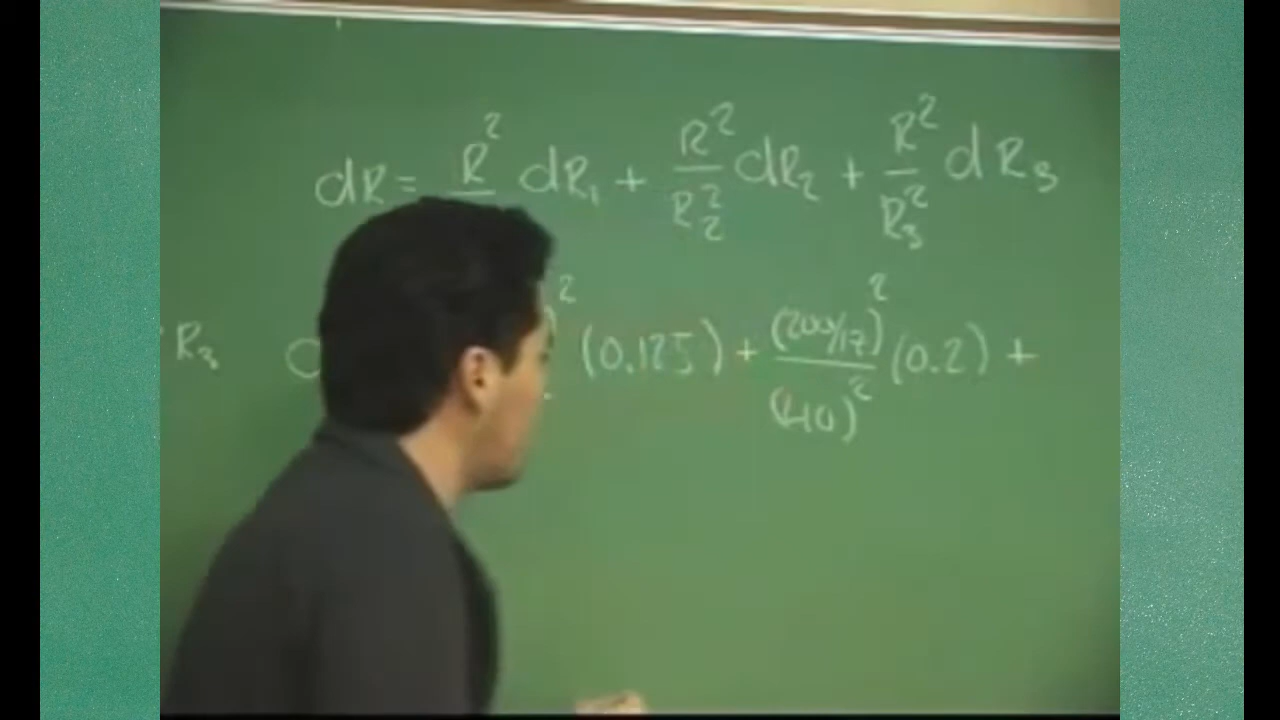 dR = R² dR₁ + R²/R₂² dR₂ + R²/R₃² dR₃
R₃ ² (0.125) + (200/17)²/(40)² (0.2) +